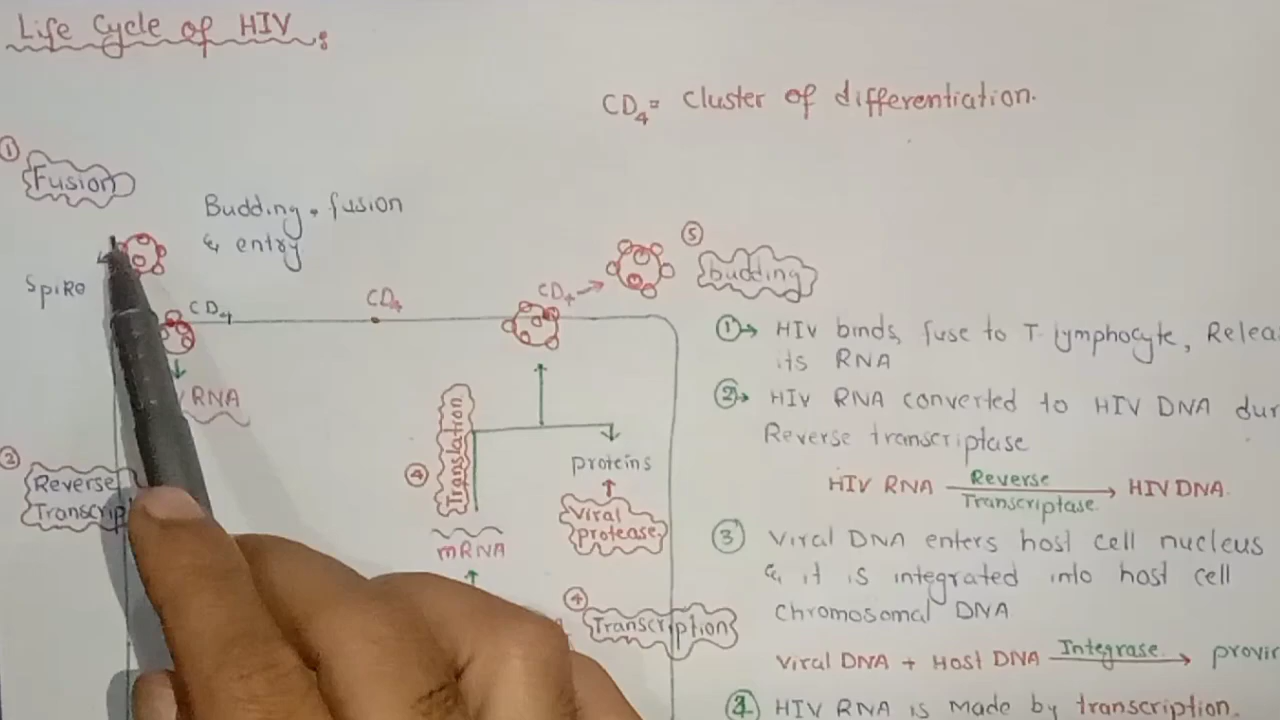 Life Cycle of HIV :
CD4 = Cluster of differentiation.
①
Fusion
Budding, fusion
& entry
Spike
CD4
CD4
CD4
⑤
budding
RNA
②
Reverse
Transcrip
④
Translation
mRNA
proteins
Viral
protease
④
Transcription
①→ HIV binds, fuse to T lymphocyte, Relea
its RNA
②→ HIV RNA converted to HIV DNA dur
Reverse transcriptase
HIV RNA Reverse Transcriptase HIV DNA.
③ Viral DNA enters host cell nucleus
& it is integrated into host cell
chromosomal DNA
Viral DNA + Host DNA Integrase provir
HIV RNA is made by transcription.